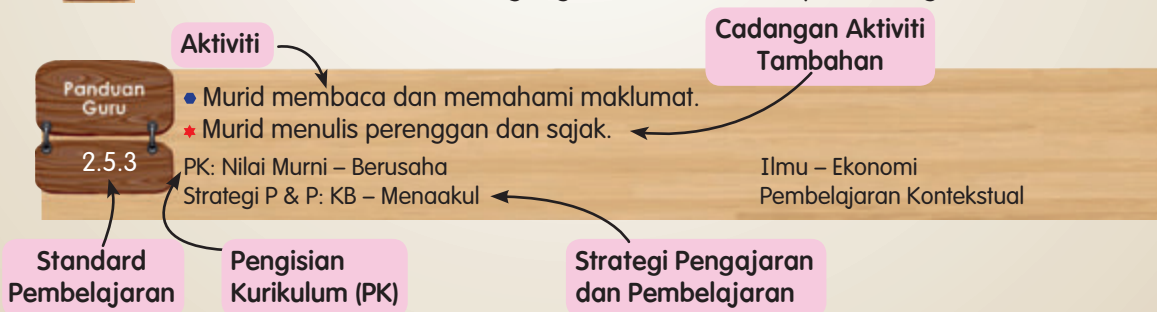 Aktiviti
Cadangan Aktiviti
Tambahan
Panduan
Guru
Murid membaca dan memahami maklumat.
Murid menulis perenggan dan sajak.
2.5.3
PK: Nilai Murni – Berusaha
Ilmu – Ekonomi
Strategi P & P: KB – Menaakul
Pembelajaran Kontekstual
Standard
Pembelajaran
Pengisian
Kurikulum (PK)
Strategi Pengajaran
dan Pembelajaran